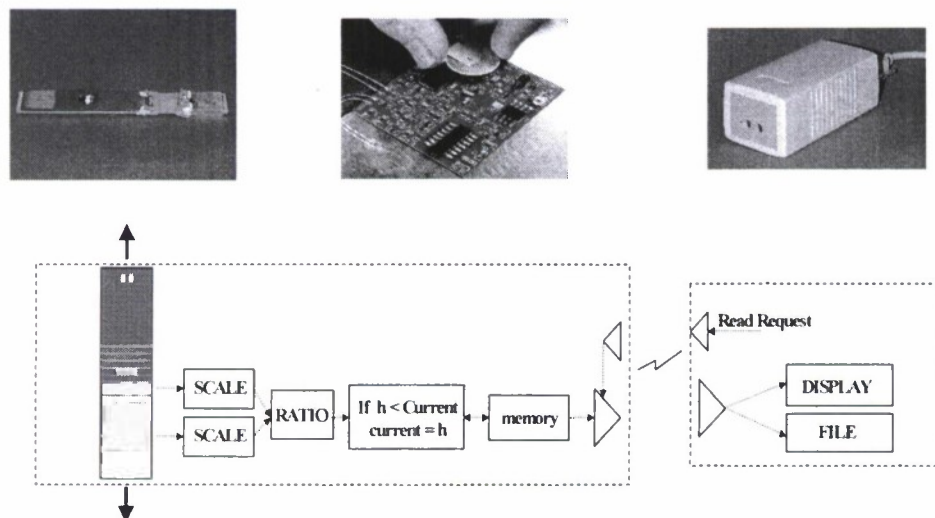 Read Request
SCALE
SCALE
RATIO
If h < Current
current = h
memory
DISPLAY
FILE